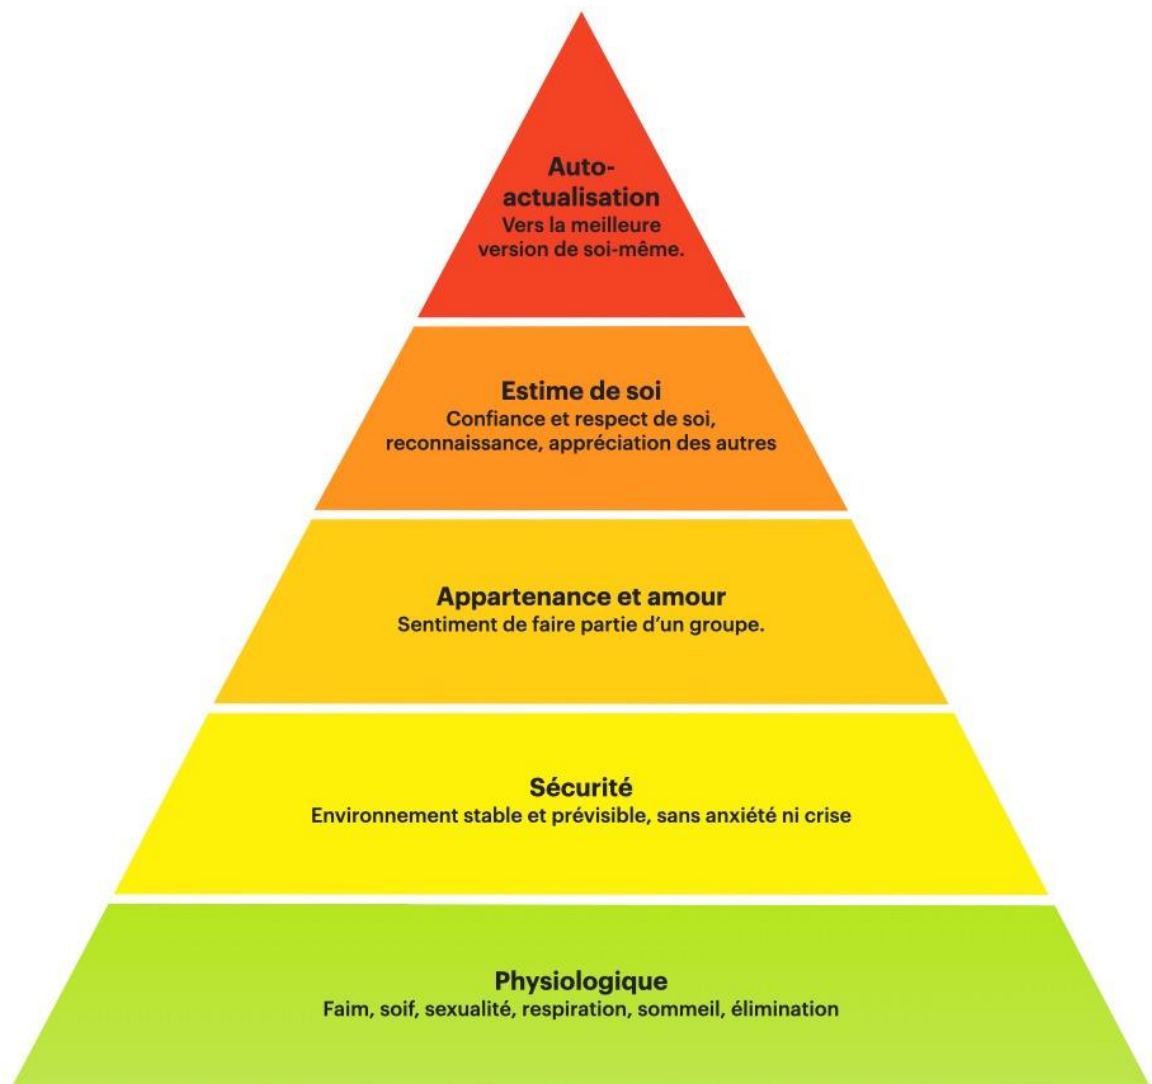 Auto-
actualisation
Vers la meilleure
version de soi-même.
Estime de soi
Confiance et respect de soi,
reconnaissance, appréciation des autres
Appartenance et amour
Sentiment de faire partie d’un groupe.
Sécurité
Environnement stable et prévisible, sans anxiété ni crise
Physiologique
Faim, soif, sexualité, respiration, sommeil, élimination